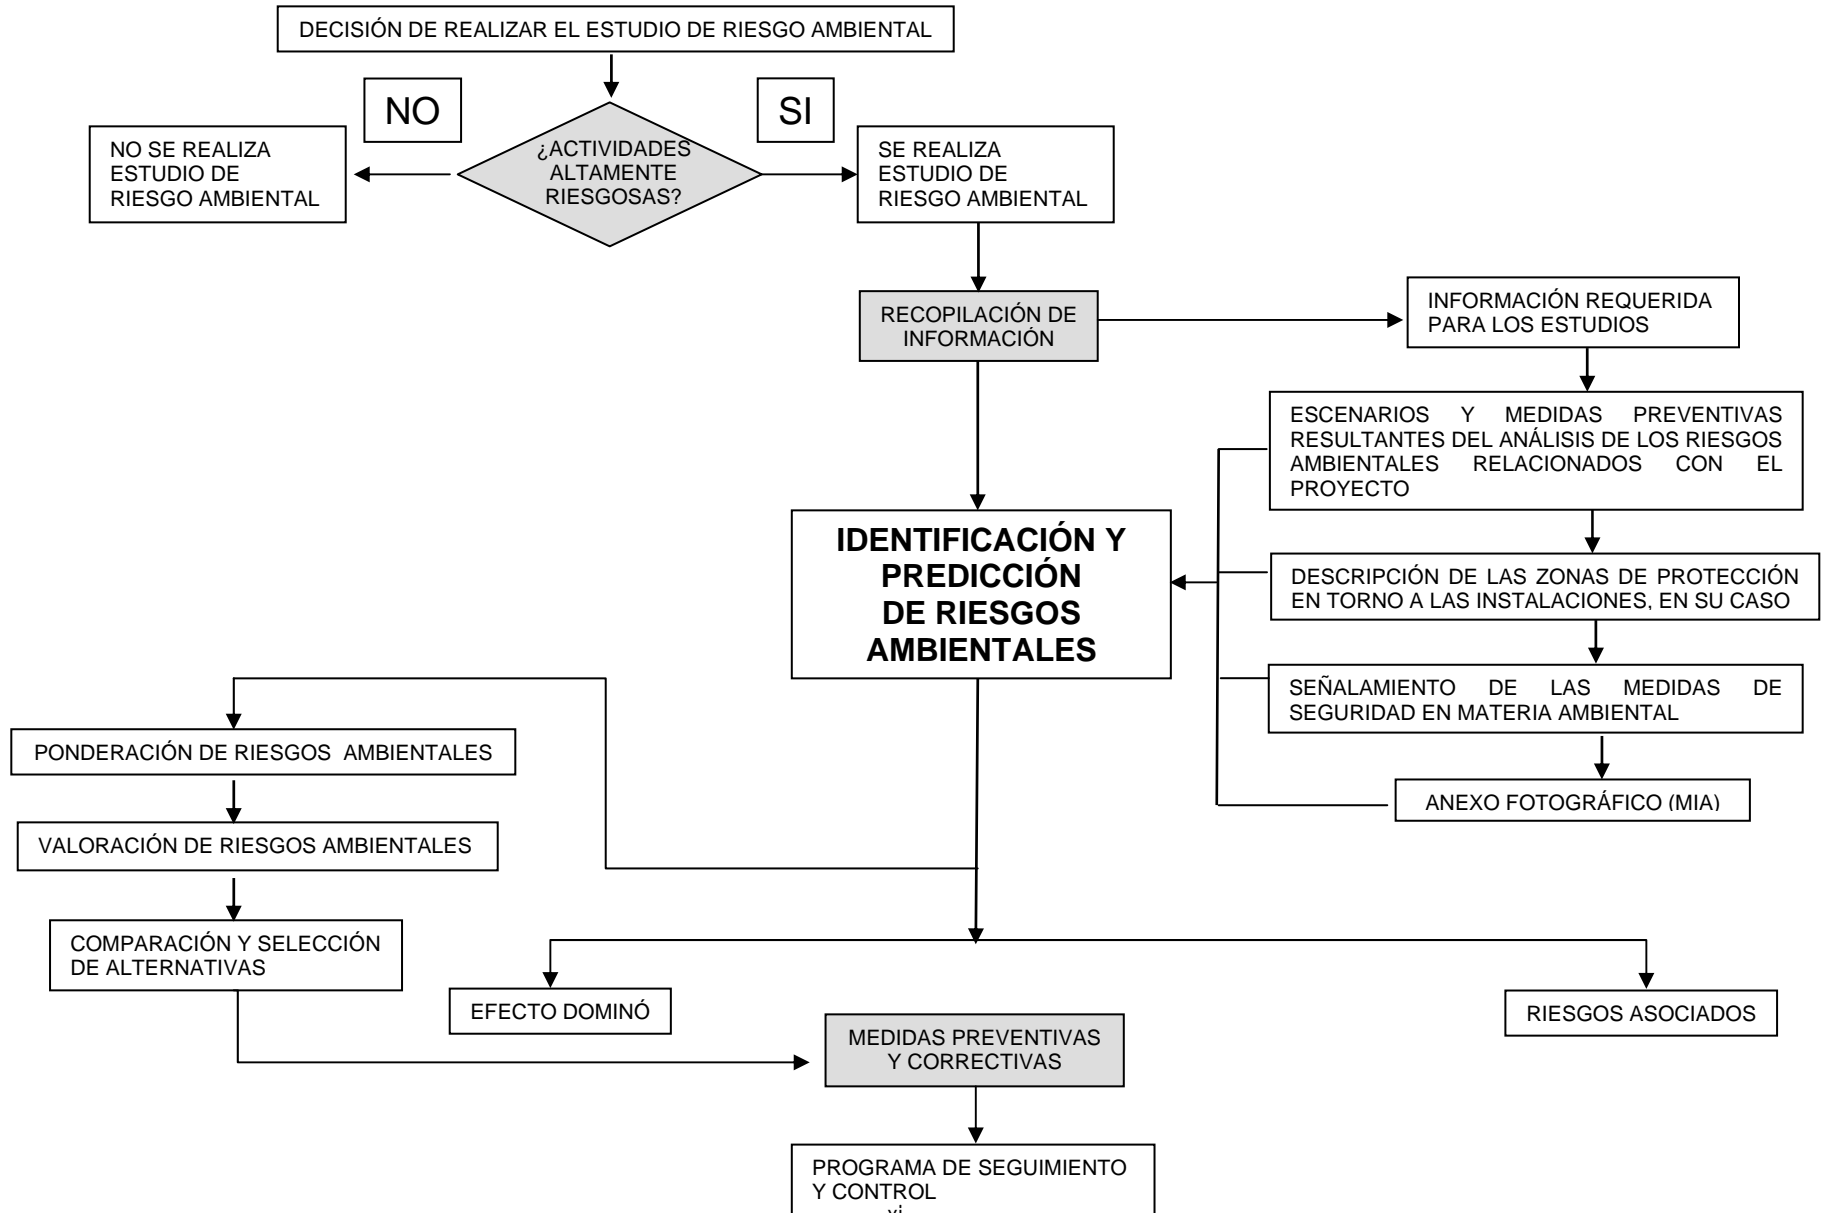 DECISIÓN DE REALIZAR EL ESTUDIO DE RIESGO AMBIENTAL
NO
SI
NO SE REALIZA
ESTUDIO DE
RIESGO AMBIENTAL
¿ACTIVIDADES
ALTAMENTE
RIESGOSAS?
SE REALIZA
ESTUDIO DE
RIESGO AMBIENTAL
RECOPILACIÓN DE
INFORMACIÓN
INFORMACIÓN REQUERIDA
PARA LOS ESTUDIOS
ESCENARIOS Y MEDIDAS PREVENTIVAS
RESULTANTES DEL ANÁLISIS DE LOS RIESGOS
AMBIENTALES RELACIONADOS CON EL
PROYECTO
IDENTIFICACIÓN Y
PREDICCIÓN
DE RIESGOS
AMBIENTALES
DESCRIPCIÓN DE LAS ZONAS DE PROTECCIÓN
EN TORNO A LAS INSTALACIONES, EN SU CASO
SEÑALAMIENTO DE LAS MEDIDAS DE
SEGURIDAD EN MATERIA AMBIENTAL
ANEXO FOTOGRÁFICO (MIA)
PONDERACIÓN DE RIESGOS AMBIENTALES
VALORACIÓN DE RIESGOS AMBIENTALES
COMPARACIÓN Y SELECCIÓN
DE ALTERNATIVAS
EFECTO DOMINÓ
RIESGOS ASOCIADOS
MEDIDAS PREVENTIVAS
Y CORRECTIVAS
PROGRAMA DE SEGUIMIENTO
Y CONTROL
xi